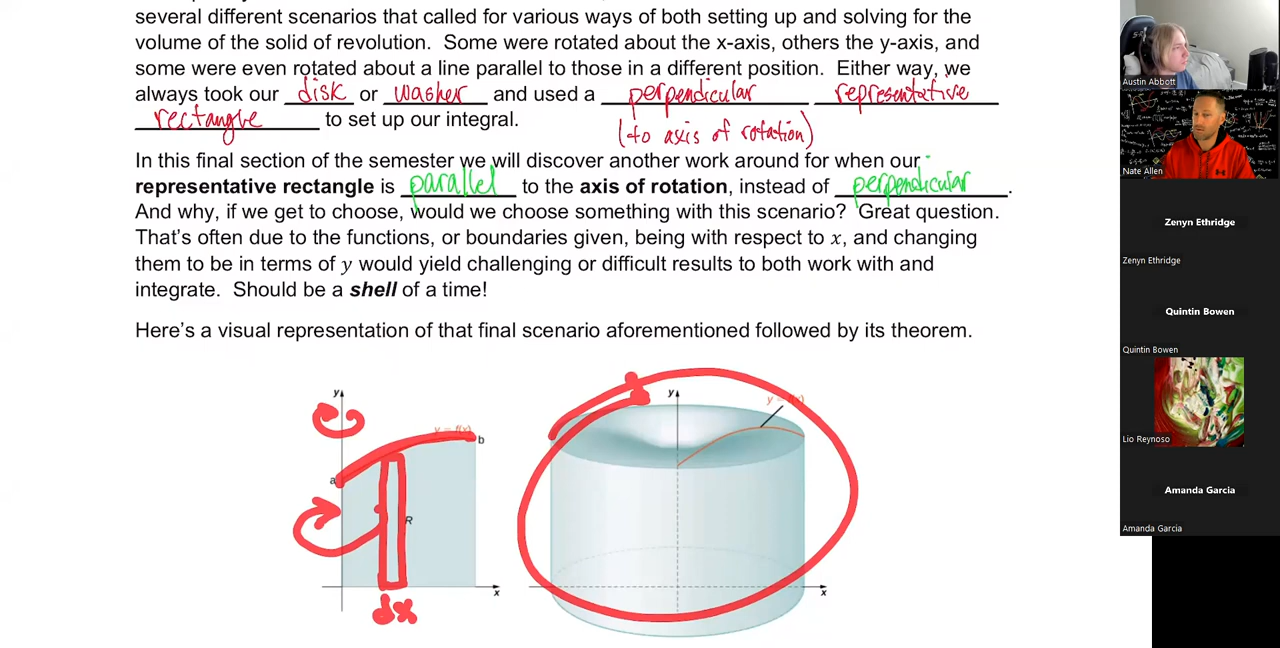 several different scenarios that called for various ways of both setting up and solving for the
volume of the solid of revolution. Some were rotated about the x-axis, others the y-axis, and
some were even rotated about a line parallel to those in a different position. Either way, we
always took our disk or washer and used a perpendicular representative
rectangle to set up our integral. (to axis of rotation)
In this final section of the semester we will discover another work around for when our
representative rectangle is parallel to the axis of rotation, instead of perpendicular.
And why, if we get to choose, would we choose something with this scenario? Great question.
That's often due to the functions, or boundaries given, being with respect to x, and changing
them to be in terms of y would yield challenging or difficult results to both work with and
integrate. Should be a shell of a time!
Here's a visual representation of that final scenario aforementioned followed by its theorem.
y
y = f(x)
b
a
R
x
dx
y
y = f(x)
x
Austin Abbott
Nate Allen
Zenyn Ethridge
Zenyn Ethridge
Quintin Bowen
Quintin Bowen
Lio Reynoso
Amanda Garcia
Amanda Garcia